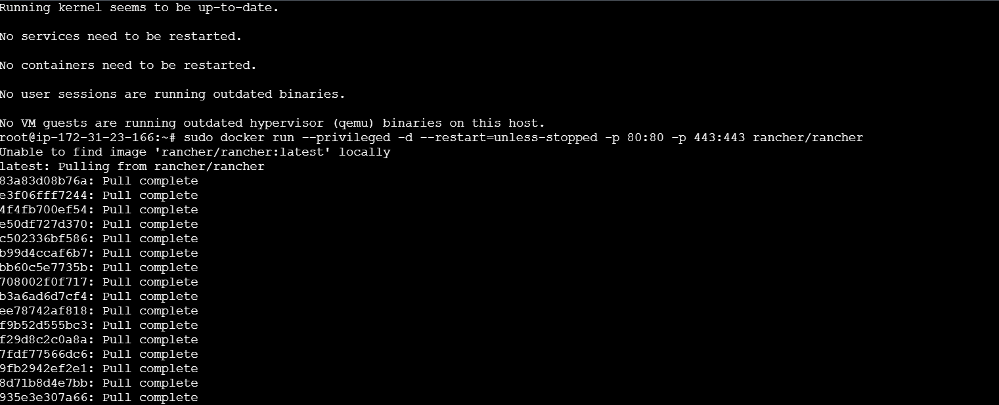 Running kernel seems to be up-to-date.
No services need to be restarted.
No containers need to be restarted.
No user sessions are running outdated binaries.
No VM guests are running outdated hypervisor (qemu) binaries on this host.
root@ip-172-31-23-166:~# sudo docker run --privileged -d --restart=unless-stopped -p 80:80 -p 443:443 rancher/rancher
Unable to find image 'rancher/rancher:latest' locally
latest: Pulling from rancher/rancher
83a83d08b76a: Pull complete
e3f06fff7244: Pull complete
4f4fb700ef54: Pull complete
e50df727d370: Pull complete
c502336bf586: Pull complete
b99d4ccaf6b7: Pull complete
bb60c5e7735b: Pull complete
708002f0f717: Pull complete
b3a6ad6d7cf4: Pull complete
ee78742af818: Pull complete
f9b52d555bc3: Pull complete
f29d8c2c0a8a: Pull complete
7fdf77566dc6: Pull complete
9fb2942ef2e1: Pull complete
8d71b8d4e7bb: Pull complete
935e3e307a66: Pull complete